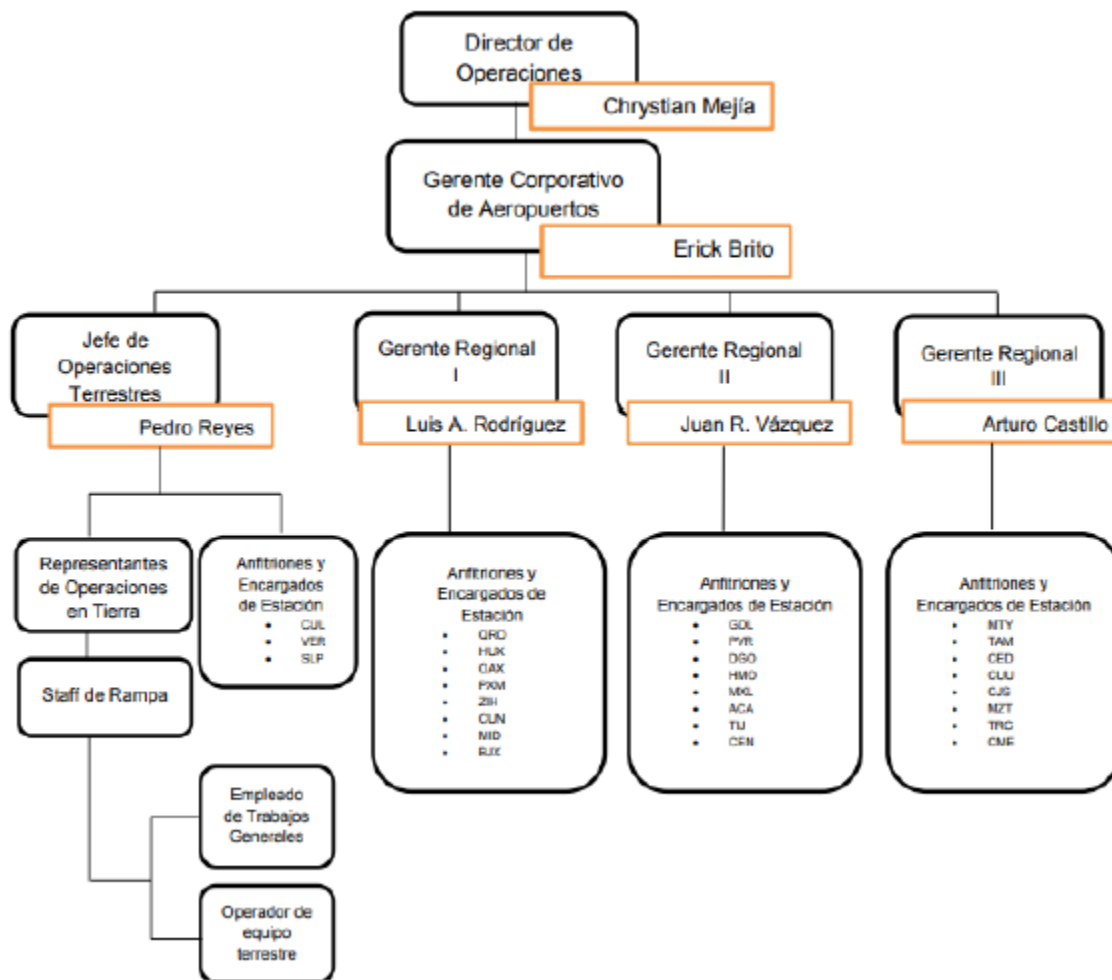 Director de
Operaciones
Chrystian Mejía
Gerente Corporativo
de Aeropuertos
Erick Brito
Jefe de
Operaciones
Terrestres
Pedro Reyes
Gerente Regional
I
Luis A. Rodríguez
Gerente Regional
II
Juan R. Vázquez
Gerente Regional
III
Arturo Castillo
Representantes
de Operaciones
en Tierra
Anfitriones y
Encargados
de Estación
• CUL
• VER
• SLP
Staff de Rampa
Empleado
de Trabajos
Generales
Operador de
equipo
terrestre
Anfitriones y
Encargados de
Estación
• QRO
• HUX
• OAX
• PXM
• ZIH
• CUN
• MID
• BJX
Anfitriones y
Encargados de Estación
• GDL
• PVR
• DGO
• HMO
• MXL
• ACA
• TIJ
• CEN
Anfitriones y
Encargados de Estación
• MTY
• TAM
• CUU
• CJS
• MZT
• TRC
• CME